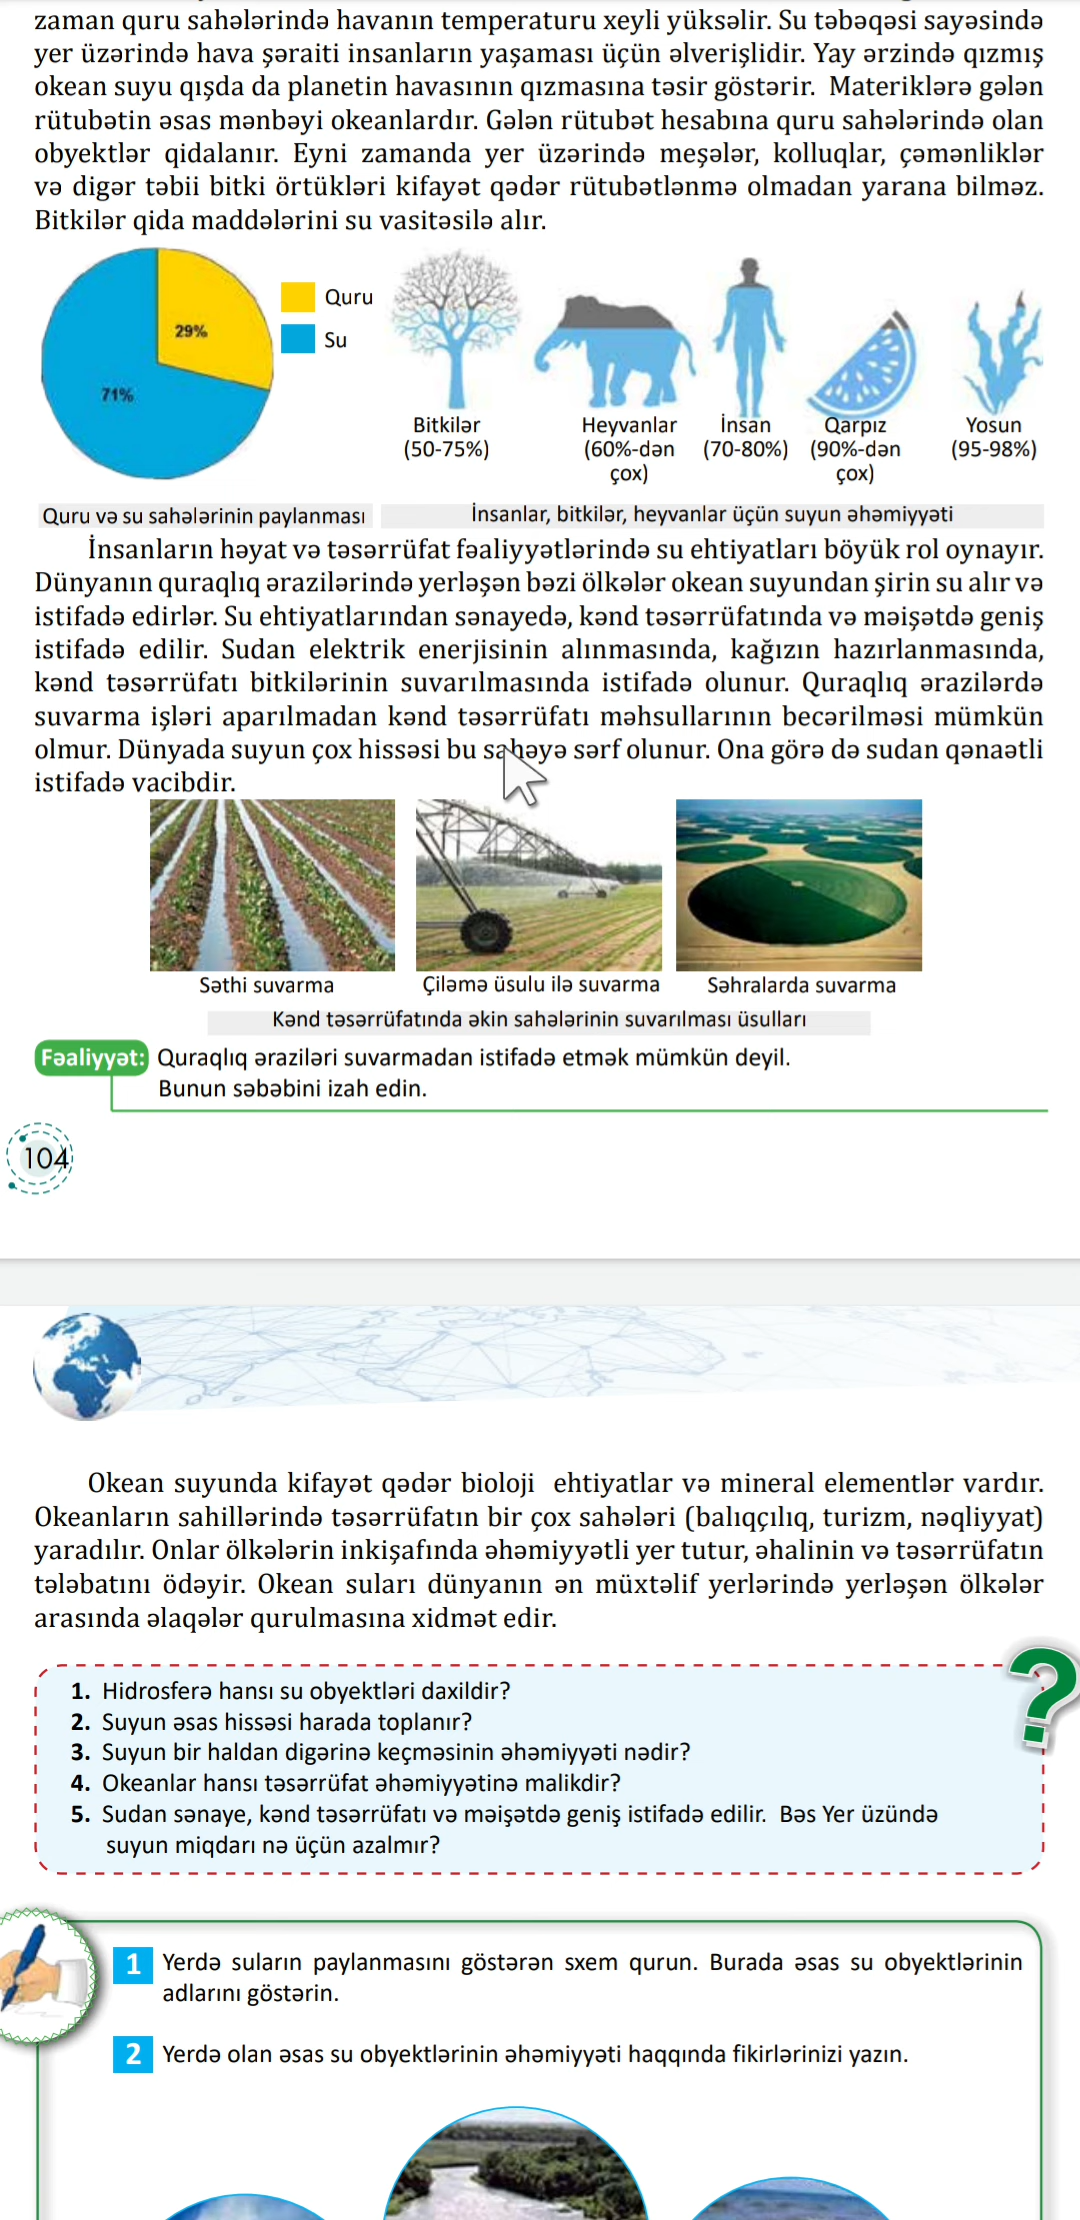 zaman quru sahələrində havanın temperaturu xeyli yüksəlir. Su təbəqəsi sayəsində
yer üzərində hava şəraiti insanların yaşaması üçün əlverişlidir. Yay ərzində qızmış
okean suyu qışda da planetin havasının qızmasına təsir göstərir. Materiklərə gələn
rütubətin əsas mənbəyi okeanlardır. Gələn rütubət hesabına quru sahələrində olan
obyektlər qidalanır. Eyni zamanda yer üzərində meşələr, kolluqlar, çəmənliklər
və digər təbii bitki örtükləri kifayət qədər rütubətlənmə olmadan yarana bilməz.
Bitkilər qida maddələrini su vasitəsilə alır.
29%
71%
Quru
Su
Bitkilər
(50-75%)
Heyvanlar
(60%-dən
çox)
İnsan
(70-80%)
Qarpız
(90%-dən
çox)
Yosun
(95-98%)
Quru və su sahələrinin paylanması
İnsanlar, bitkilər, heyvanlar üçün suyun əhəmiyyəti
İnsanların həyat və təsərrüfat fəaliyyətlərində su ehtiyatları böyük rol oynayır.
Dünyanın quraqlıq ərazilərində yerləşən bəzi ölkələr okean suyundan şirin su alır və
istifadə edirlər. Su ehtiyatlarından sənayedə, kənd təsərrüfatında və məişətdə geniş
istifadə edilir. Sudan elektrik enerjisinin alınmasında, kağızın hazırlanmasında,
kənd təsərrüfatı bitkilərinin suvarılmasında istifadə olunur. Quraqlıq ərazilərdə
suvarma işləri aparılmadan kənd təsərrüfatı məhsullarının becərilməsi mümkün
olmur. Dünyada suyun çox hissəsi bu sahəyə sərf olunur. Ona görə də sudan qənaətli
istifadə vacibdir.
Səthi suvarma
Çiləmə üsulu ilə suvarma
Səhralarda suvarma
Kənd təsərrüfatında əkin sahələrinin suvarılması üsulları
Fəaliyyət: Quraqlıq əraziləri suvarmadan istifadə etmək mümkün deyil.
Bunun səbəbini izah edin.
104
Okean suyunda kifayət qədər bioloji ehtiyatlar və mineral elementlər vardır.
Okeanların sahillərində təsərrüfatın bir çox sahələri (balıqçılıq, turizm, nəqliyyat)
yaradılır. Onlar ölkələrin inkişafında əhəmiyyətli yer tutur, əhalinin və təsərrüfatın
tələbatını ödəyir. Okean suları dünyanın ən müxtəlif yerlərində yerləşən ölkələr
arasında əlaqələr qurulmasına xidmət edir.
?
1. Hidrosferə hansı su obyektləri daxildir?
2. Suyun əsas hissəsi harada toplanır?
3. Suyun bir haldan digərinə keçməsinin əhəmiyyəti nədir?
4. Okeanlar hansı təsərrüfat əhəmiyyətinə malikdir?
5. Sudan sənaye, kənd təsərrüfatı və məişətdə geniş istifadə edilir. Bəs Yer üzündə
suyun miqdarı nə üçün azalmır?
1 Yerdə suların paylanmasını göstərən sxem qurun. Burada əsas su obyektlərinin
adlarını göstərin.
2 Yerdə olan əsas su obyektlərinin əhəmiyyəti haqqında fikirlərinizi yazın.